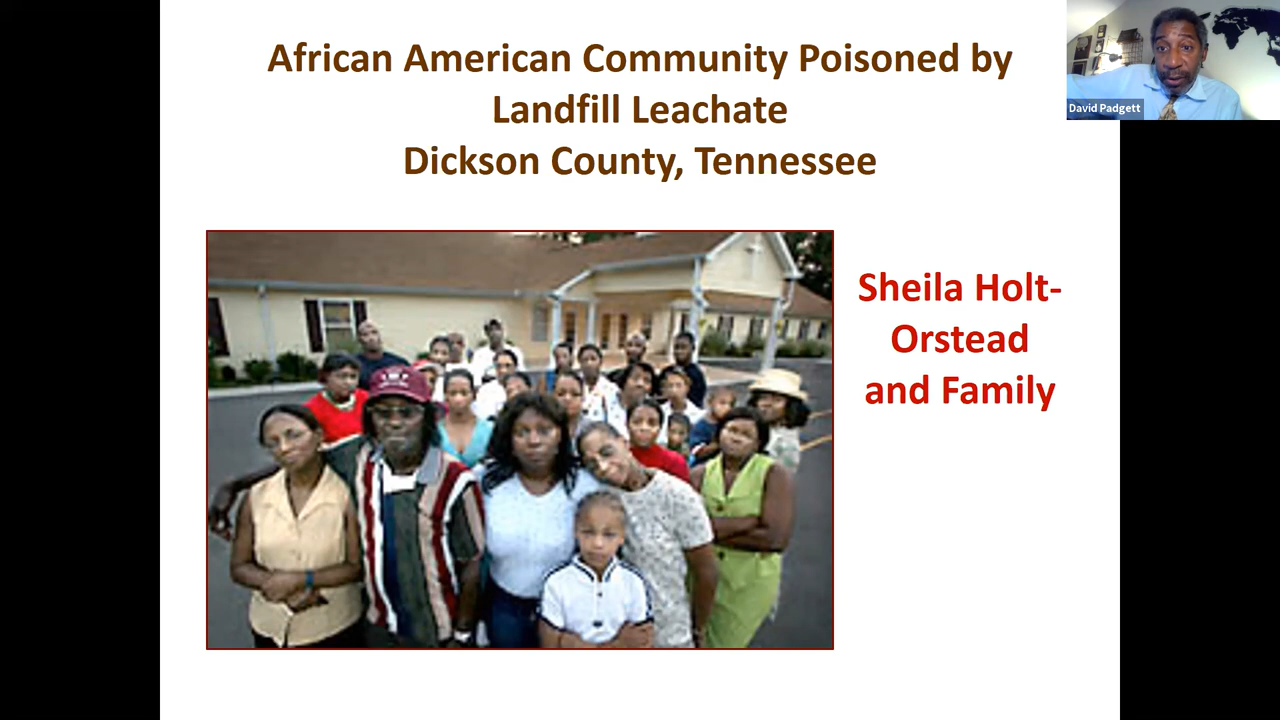 African American Community Poisoned by
Landfill Leachate
Dickson County, Tennessee
David Padgett
Sheila Holt-
Orstead
and Family